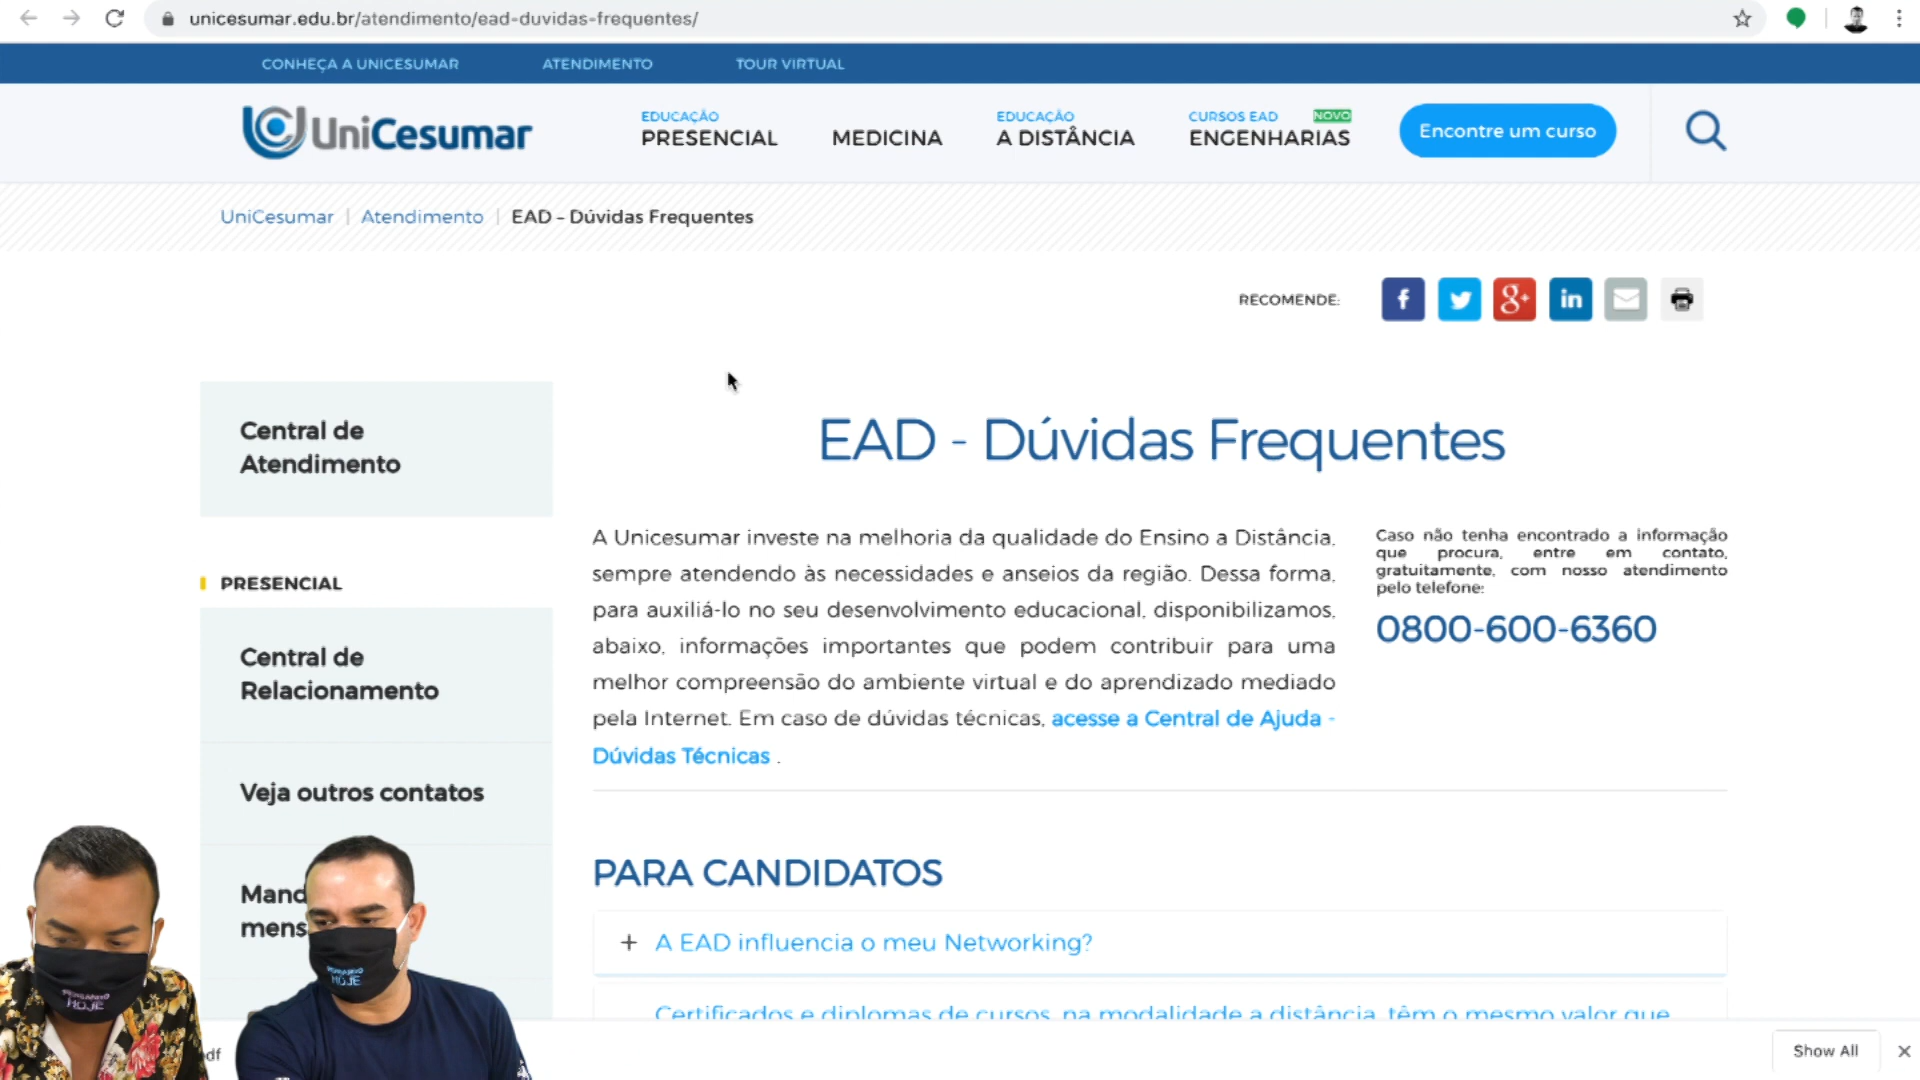 unicesumar.edu.br/atendimento/ead-duvidas-frequentes/
CONHEÇA A UNICESUMAR ATENDIMENTO TOUR VIRTUAL
UniCesumar
EDUCAÇÃO
PRESENCIAL
MEDICINA
EDUCAÇÃO
A DISTÂNCIA
CURSOS EAD NOVO
ENGENHARIAS
Encontre um curso
UniCesumar | Atendimento | EAD - Dúvidas Frequentes
RECOMENDE:
Central de
Atendimento
PRESENCIAL
Central de
Relacionamento
Veja outros contatos
Mand
mens
EAD - Dúvidas Frequentes
A Unicesumar investe na melhoria da qualidade do Ensino a Distância,
sempre atendendo às necessidades e anseios da região. Dessa forma,
para auxiliá-lo no seu desenvolvimento educacional, disponibilizamos,
abaixo, informações importantes que podem contribuir para uma
melhor compreensão do ambiente virtual e do aprendizado mediado
pela Internet. Em caso de dúvidas técnicas, acesse a Central de Ajuda -
Dúvidas Técnicas .
Caso não tenha encontrado a informação
que procura, entre em contato,
gratuitamente, com nosso atendimento
pelo telefone:
0800-600-6360
PARA CANDIDATOS
+ A EAD influencia o meu Networking?
Certificados e diplomas de cursos, na modalidade a distância, têm o mesmo valor que
HOJE
HOJE
df
Show All